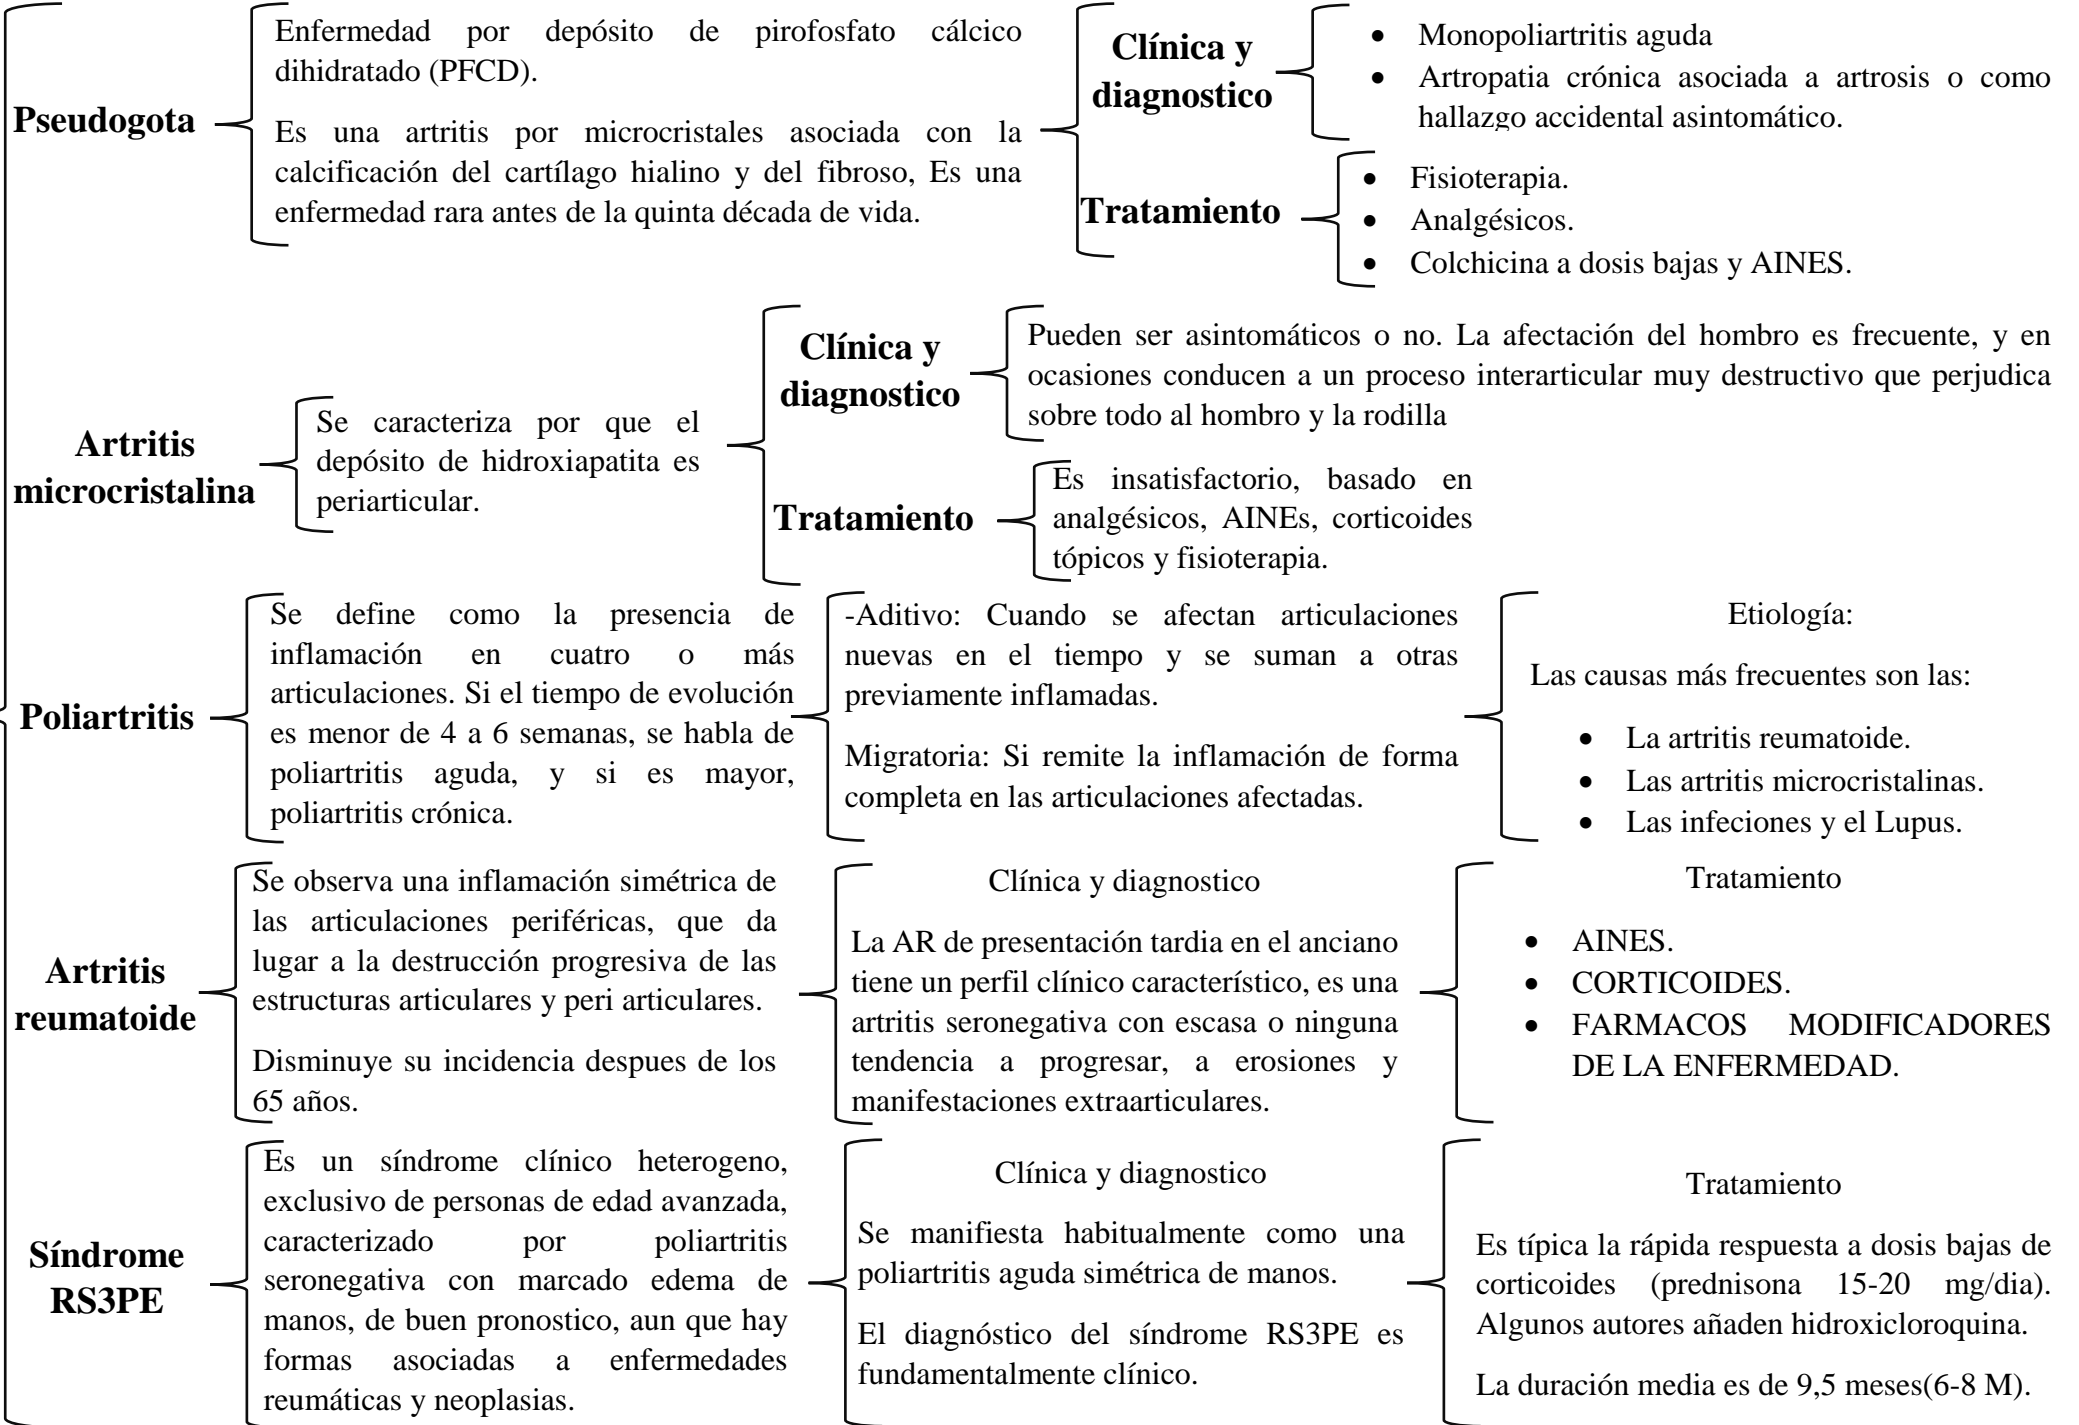 Pseudogota
Enfermedad por depósito de pirofosfato cálcico
dihidratado (PFCD).
Es una artritis por microcristales asociada con la
calcificación del cartílago hialino y del fibroso, Es una
enfermedad rara antes de la quinta década de vida.
Clínica y
diagnostico
• Monopoliartritis aguda
• Artropatia crónica asociada a artrosis o como
hallazgo accidental asintomático.
Tratamiento
• Fisioterapia.
• Analgésicos.
• Colchicina a dosis bajas y AINES.
Artritis
microcristalina
Se caracteriza por que el
depósito de hidroxiapatita es
periarticular.
Clínica y
diagnostico
Pueden ser asintomáticos o no. La afectación del hombro es frecuente, y en
ocasiones conducen a un proceso interarticular muy destructivo que perjudica
sobre todo al hombro y la rodilla
Tratamiento
Es insatisfactorio, basado en
analgésicos, AINEs, corticoides
tópicos y fisioterapia.
Poliartritis
Se define como la presencia de
inflamación en cuatro o más
articulaciones. Si el tiempo de evolución
es menor de 4 a 6 semanas, se habla de
poliartritis aguda, y si es mayor,
poliartritis crónica.
-Aditivo: Cuando se afectan articulaciones
nuevas en el tiempo y se suman a otras
previamente inflamadas.
Migratoria: Si remite la inflamación de forma
completa en las articulaciones afectadas.
Etiología:
Las causas más frecuentes son las:
• La artritis reumatoide.
• Las artritis microcristalinas.
• Las infeciones y el Lupus.
Artritis
reumatoide
Se observa una inflamación simétrica de
las articulaciones periféricas, que da
lugar a la destrucción progresiva de las
estructuras articulares y peri articulares.
Disminuye su incidencia despues de los
65 años.
Clínica y diagnostico
La AR de presentación tardia en el anciano
tiene un perfil clínico característico, es una
artritis seronegativa con escasa o ninguna
tendencia a progresar, a erosiones y
manifestaciones extraarticulares.
Tratamiento
• AINES.
• CORTICOIDES.
• FARMACOS MODIFICADORES
DE LA ENFERMEDAD.
Síndrome
RS3PE
Es un síndrome clínico heterogeno,
exclusivo de personas de edad avanzada,
caracterizado por poliartritis
seronegativa con marcado edema de
manos, de buen pronostico, aun que hay
formas asociadas a enfermedades
reumáticas y neoplasias.
Clínica y diagnostico
Se manifiesta habitualmente como una
poliartritis aguda simétrica de manos.
El diagnóstico del síndrome RS3PE es
fundamentalmente clínico.
Tratamiento
Es típica la rápida respuesta a dosis bajas de
corticoides (prednisona 15-20 mg/dia).
Algunos autores añaden hidroxicloroquina.
La duración media es de 9,5 meses(6-8 M).